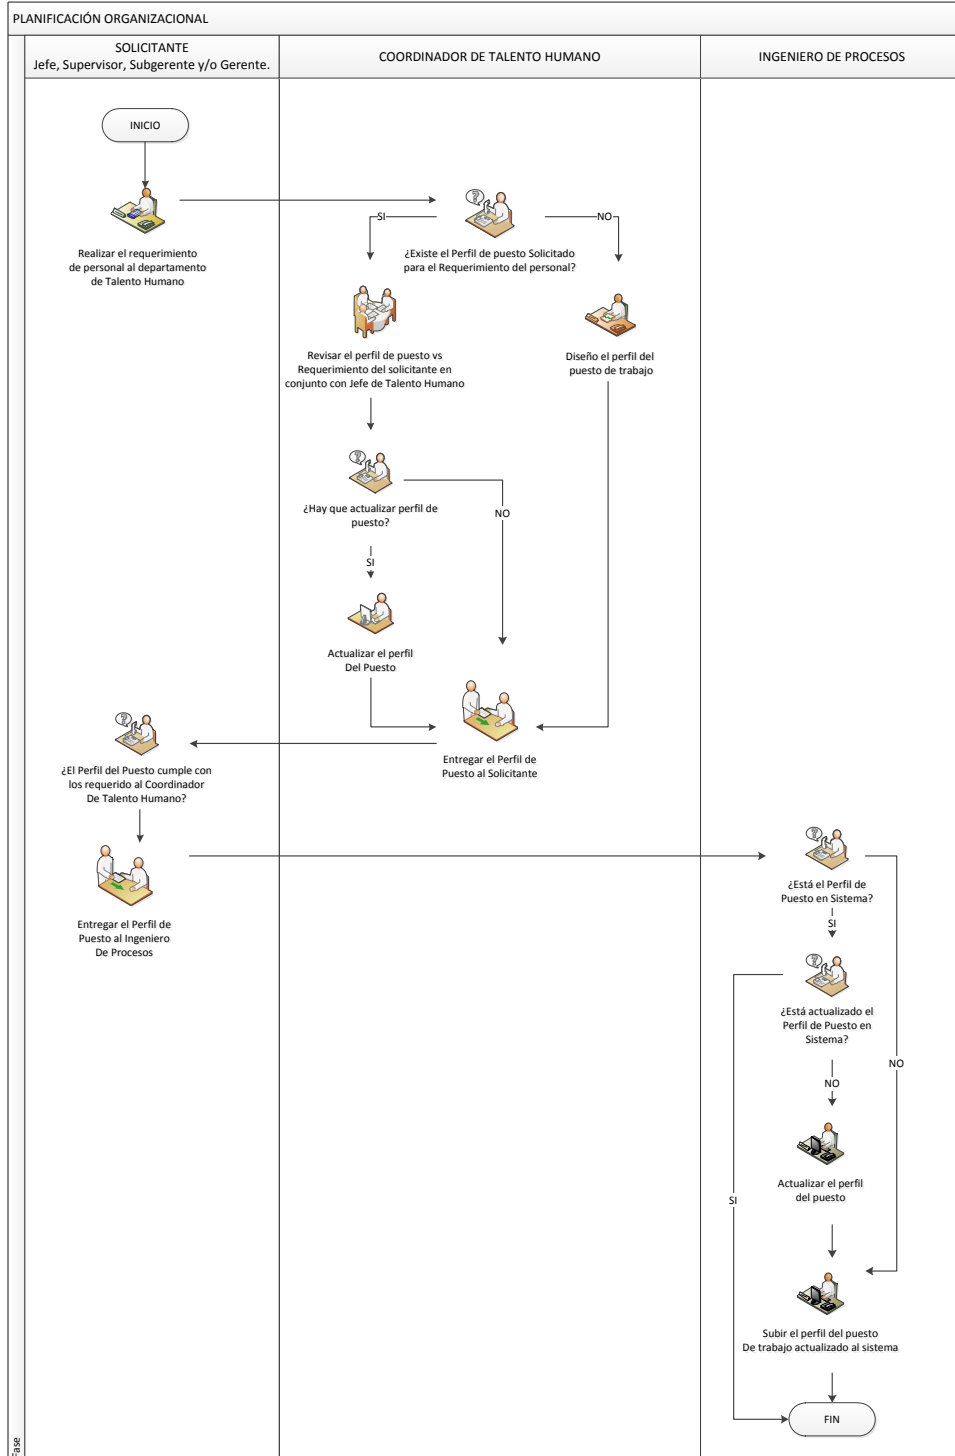 PLANIFICACIÓN ORGANIZACIONAL
SOLICITANTE
Jefe, Supervisor, Subgerente y/o Gerente.
COORDINADOR DE TALENTO HUMANO
INGENIERO DE PROCESOS
INICIO
Realizar el requerimiento
de personal al departamento
de Talento Humano
SI
NO
¿Existe el Perfil de puesto Solicitado
para el Requerimiento del personal?
Revisar el perfil de puesto vs
Requerimiento del solicitante en
conjunto con Jefe de Talento Humano
Diseño el perfil del
puesto de trabajo
¿Hay que actualizar perfil de
puesto?
NO
SI
Actualizar el perfil
Del Puesto
Entregar el Perfil de
Puesto al Solicitante
¿El Perfil del Puesto cumple con
los requerido al Coordinador
De Talento Humano?
Entregar el Perfil de
Puesto al Ingeniero
De Procesos
¿Está el Perfil de
Puesto en Sistema?
SI
¿Está actualizado el
Perfil de Puesto en
Sistema?
NO
NO
Actualizar el perfil
del puesto
SI
Subir el perfil del puesto
De trabajo actualizado al sistema
FIN
Fase